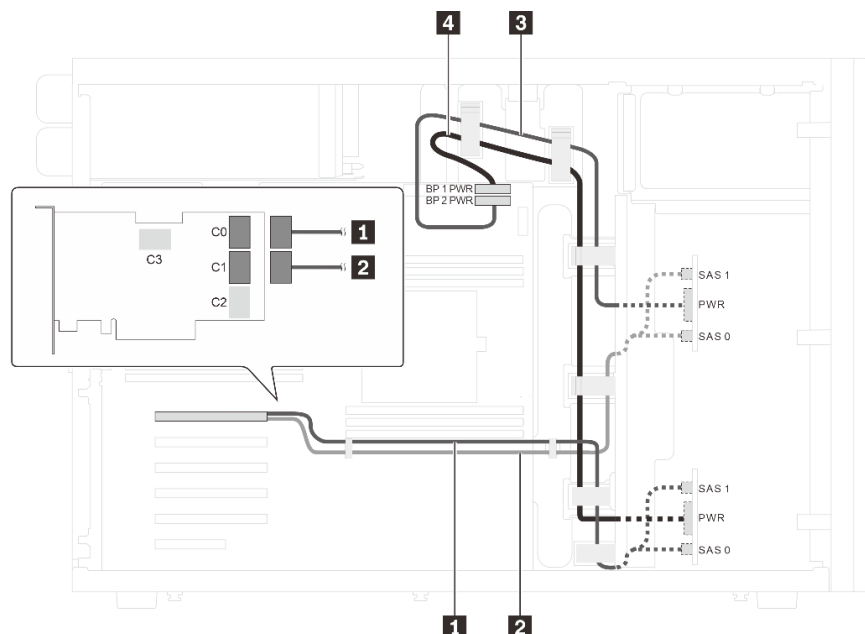 4 3
BP 1 PWR
BP 2 PWR
C0 1
C3
C1 2
C2
SAS 1
PWR
SAS 0
SAS 1
PWR
SAS 0
1 2